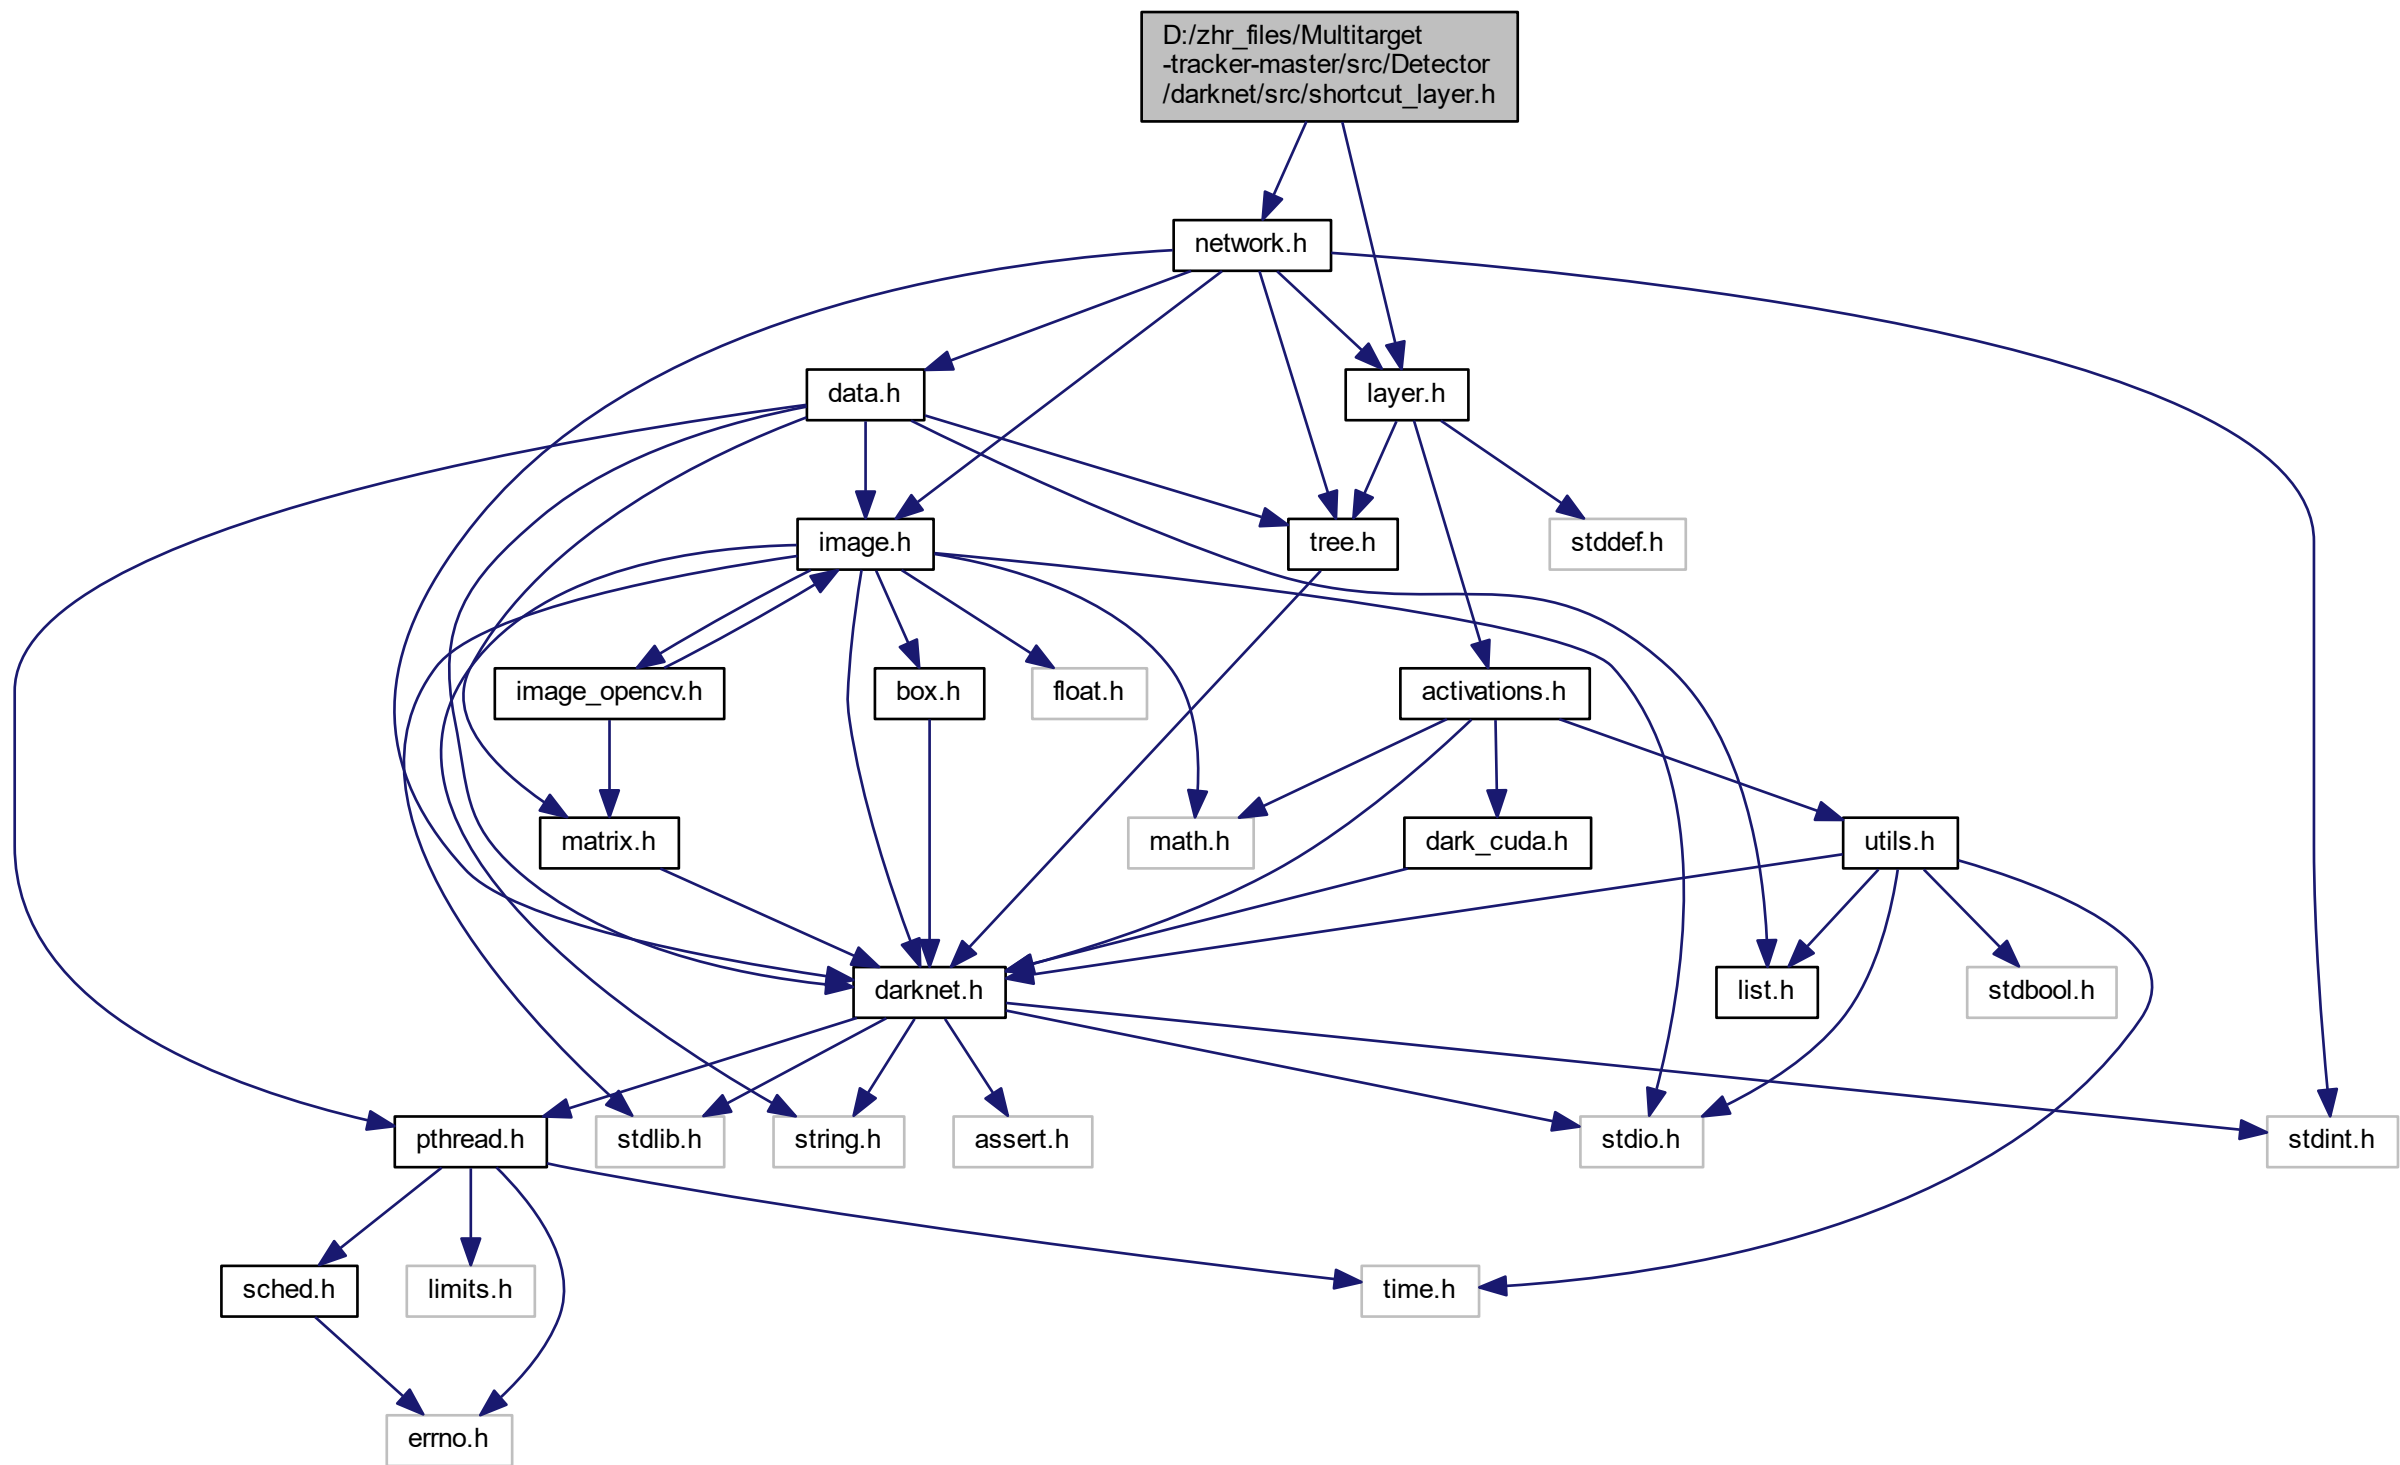 D:/zhr_files/Multitarget
-tracker-master/src/Detector
/darknet/src/shortcut_layer.h
network.h
data.h
layer.h
image.h
tree.h
stddef.h
image_opencv.h
box.h
float.h
activations.h
matrix.h
math.h
dark_cuda.h
utils.h
darknet.h
list.h
stdbool.h
pthread.h
stdlib.h
string.h
assert.h
stdio.h
stdint.h
sched.h
limits.h
time.h
errno.h